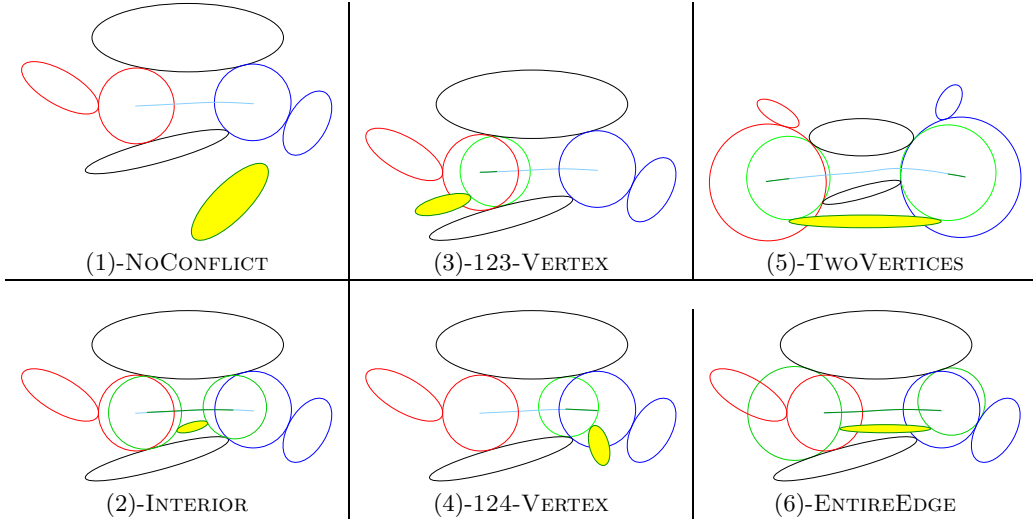 (1)-NOCONFLICT
(3)-123-VERTEX
(5)-TWOVERTICES
(2)-INTERIOR
(4)-124-VERTEX
(6)-ENTIREEDGE